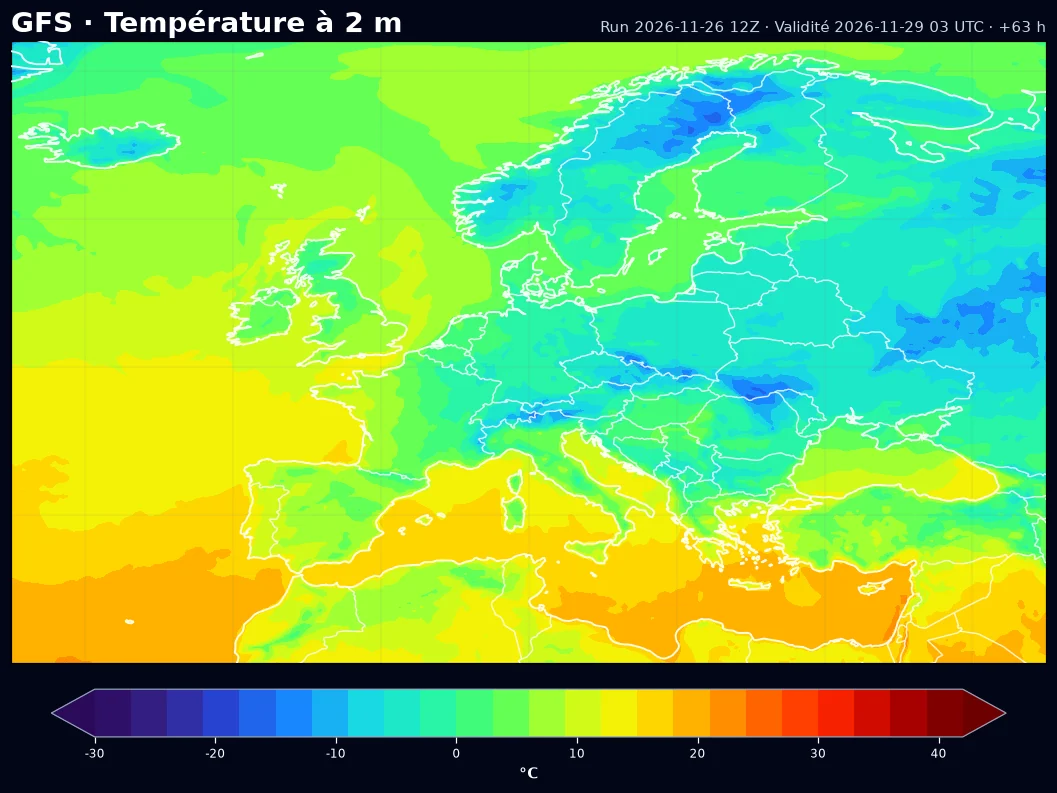 GFS · Température à 2 m
Run 2026-11-26 12Z · Validité 2026-11-29 03 UTC · +63 h
-30 -20 -10 0 10 20 30 40
°C